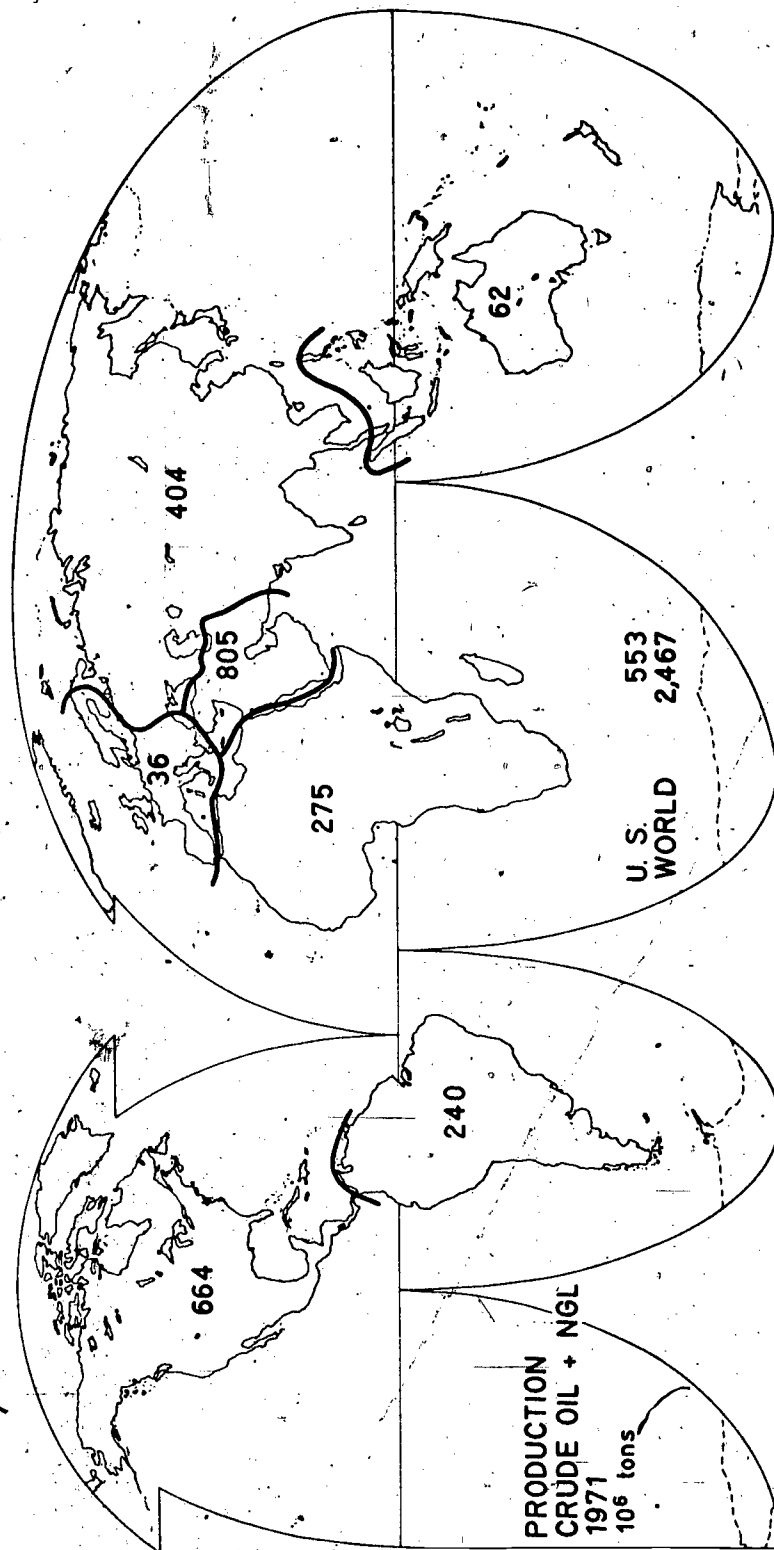 664
36
404
805
275
240
62
PRODUCTION
CRUDE OIL + NGL
1971
10⁶ tons
U. S. 553
WORLD 2,467